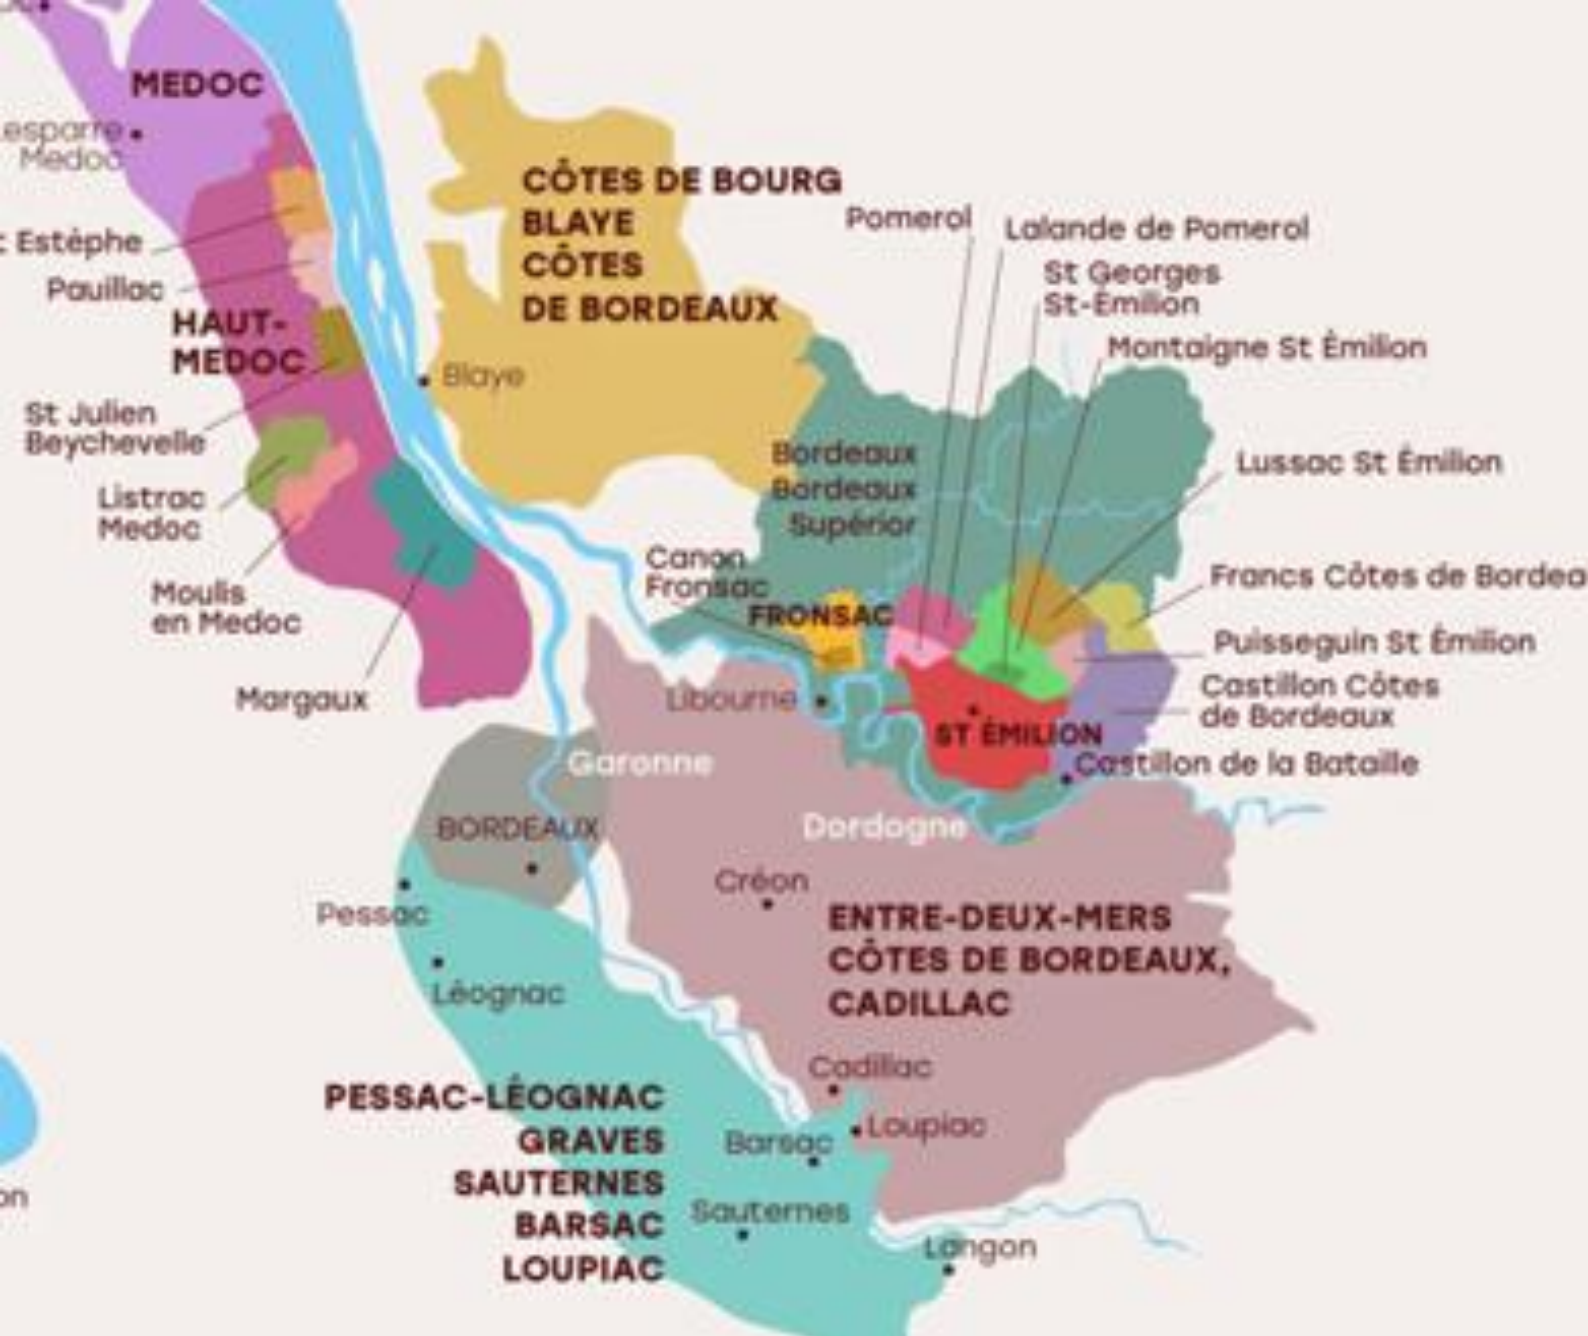 MEDOC
esparre
Medoc
CÔTES DE BOURG
BLAYE
CÔTES
DE BORDEAUX
Pomerol
Lalande de Pomerol
t Estéphe
St Georges
St-Émilion
Pauillac
HAUT-
MEDOC
Montaigne St Émilion
Blaye
St Julien
Beychevelle
Bordeaux
Bordeaux
Supérior
Lussac St Émilion
Listrac
Medoc
Canon
Fronsac
FRONSAC
Francs Côtes de Bordea
Moulis
en Medoc
Puisseguin St Émilion
Margaux
Libourne
Castillon Côtes
de Bordeaux
ST ÉMILION
Garonne
Castillon de la Bataille
BORDEAUX
Dordogne
Créon
Pessac
ENTRE-DEUX-MERS
CÔTES DE BORDEAUX,
CADILLAC
Léognac
Cadillac
PESSAC-LÉOGNAC
GRAVES
SAUTERNES
BARSAC
LOUPIAC
Loupiac
Barsac
Sauternes
Langon
on